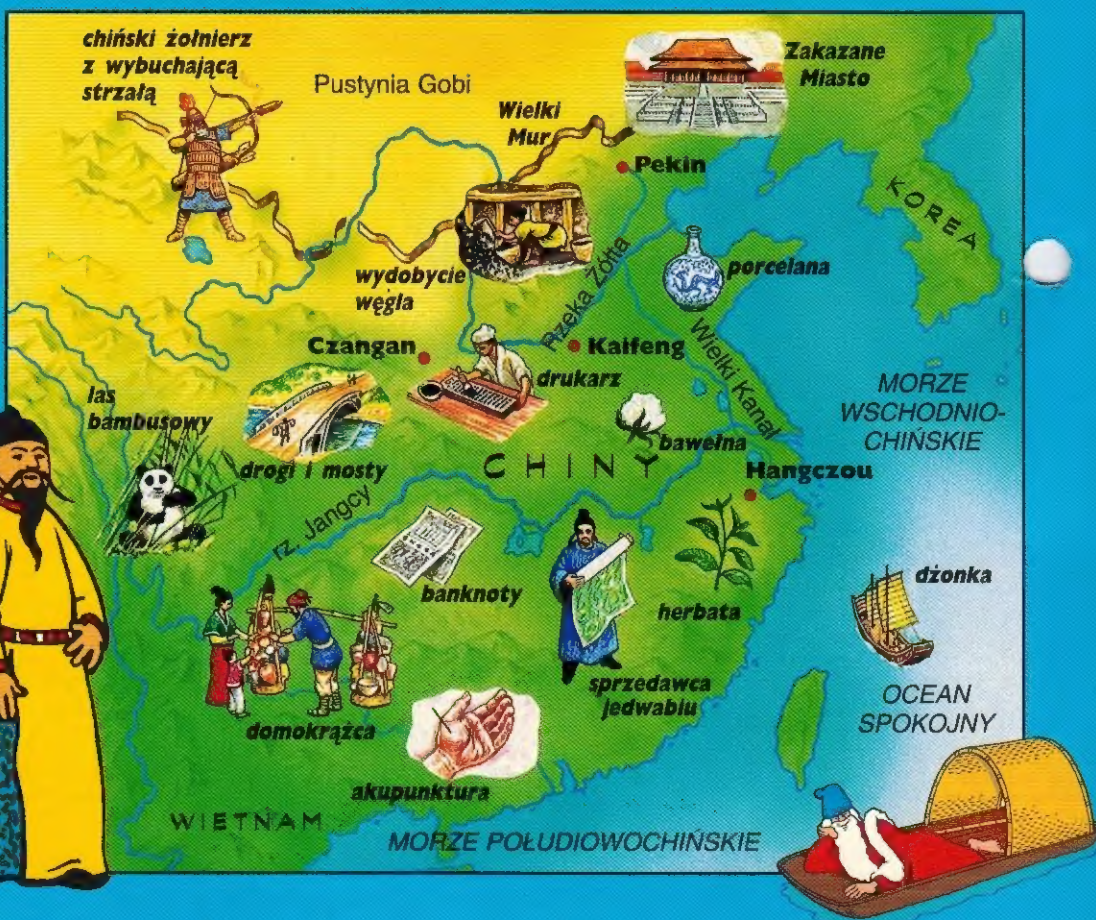 chiński żołnierz
z wybuchającą
strzałą
Pustynia Gobi
Wielki
Mur
Zakazane
Miasto
Pekin
KOREA
wydobycie
węgla
Rzeka Żółta
porcelana
Czangan
Kaifeng
Wielki Kanał
drukarz
las
bambusowy
MORZE
WSCHODNIO-
CHIŃSKIE
bawełna
drogi i mosty
CHINY
Hangczou
rz. Jangcy
banknoty
herbata
dżonka
sprzedawca
jedwabiu
OCEAN
SPOKOJNY
domokrążca
akupunktura
WIETNAM
MORZE POŁUDIOWOCHIŃSKIE